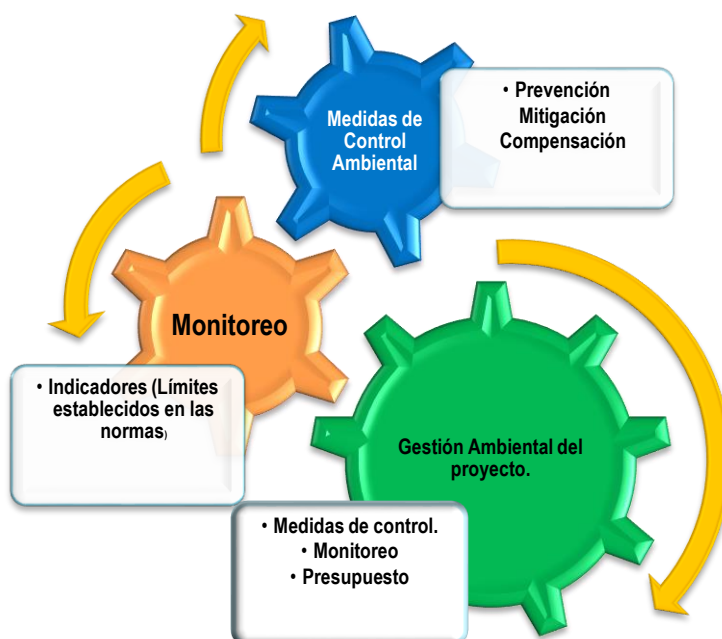 Medidas de
Control
Ambiental
• Prevención
Mitigación
Compensación
Monitoreo
• Indicadores (Límites
establecidos en las
normas)
Gestión Ambiental del
proyecto.
• Medidas de control.
• Monitoreo
• Presupuesto